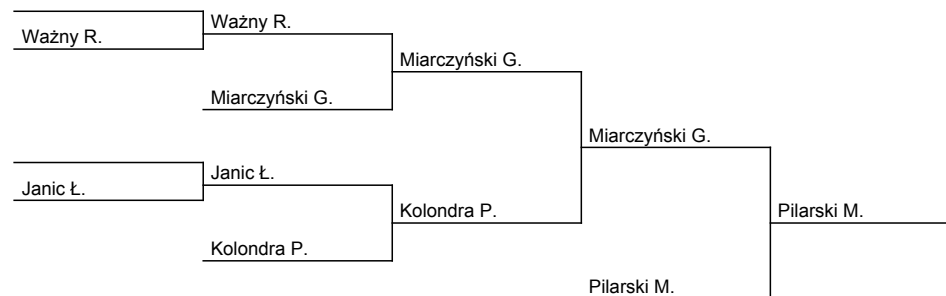 Ważny R.
Ważny R.
Miarczyński G.
Miarczyński G.
Miarczyński G.
Janic Ł.
Janic Ł.
Kolondra P.
Pilarski M.
Kolondra P.
Pilarski M.